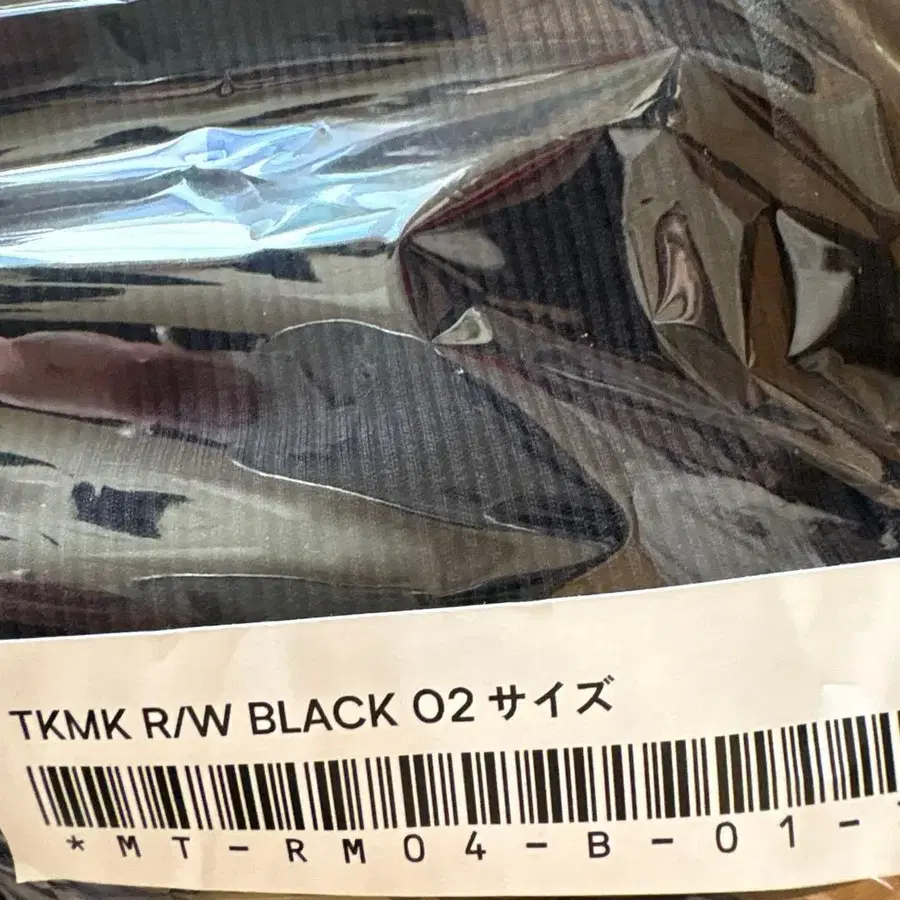 TKMK R/W BLACK 02 サイズ
*MT-RM04-B-01-